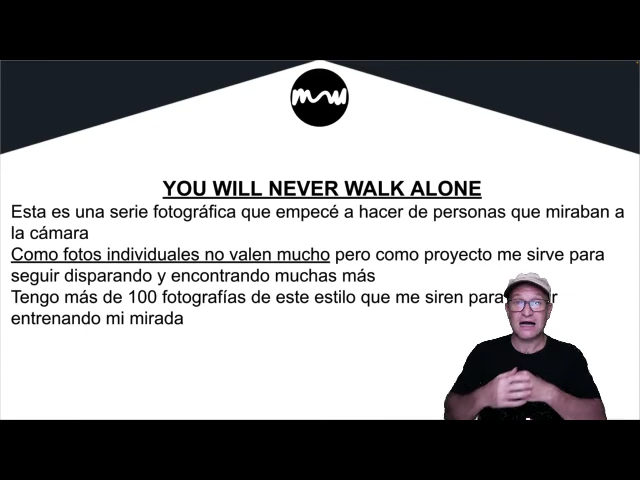 msw
YOU WILL NEVER WALK ALONE
Esta es una serie fotográfica que empecé a hacer de personas que miraban a
la cámara
Como fotos individuales no valen mucho pero como proyecto me sirve para
seguir disparando y encontrando muchas más
Tengo más de 100 fotografías de este estilo que me siren para
entrenando mi mirada